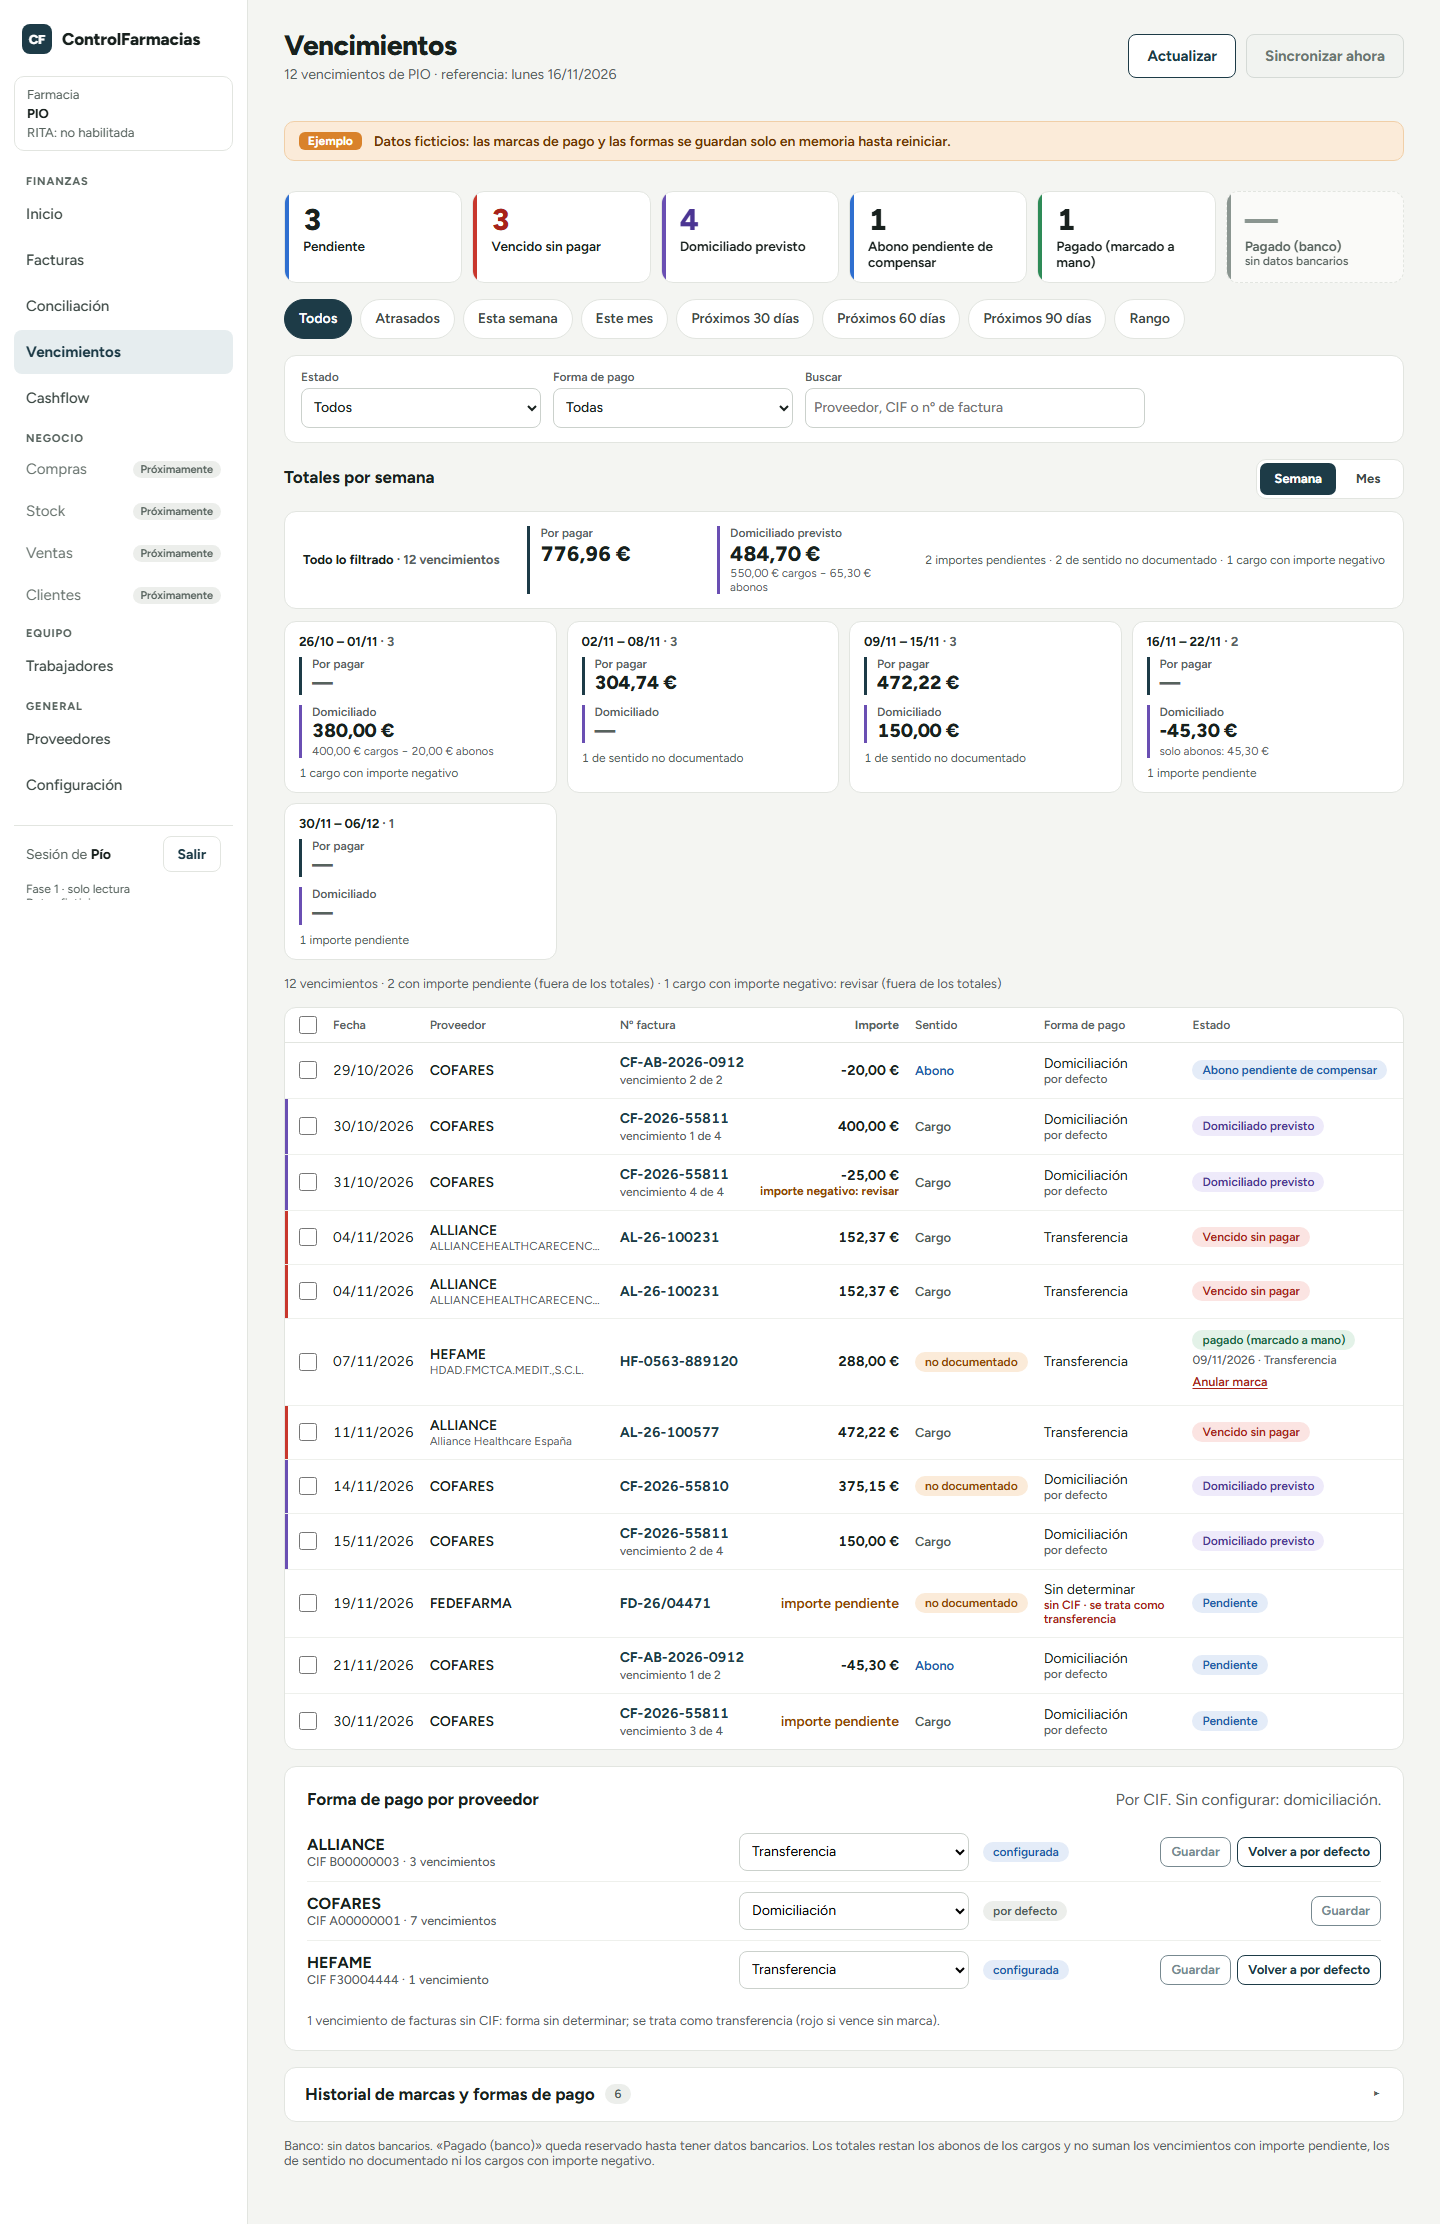 CF ControlFarmacias
Farmacia
PIO
RITA: no habilitada
FINANZAS
Inicio
Facturas
Conciliación
Vencimientos
Cashflow
NEGOCIO
Compras Próximamente
Stock Próximamente
Ventas Próximamente
Clientes Próximamente
EQUIPO
Trabajadores
GENERAL
Proveedores
Configuración
Sesión de Pío Salir
Fase 1 · solo lectura
Vencimientos
12 vencimientos de PIO · referencia: lunes 16/11/2026
Actualizar Sincronizar ahora
Ejemplo Datos ficticios: las marcas de pago y las formas se guardan solo en memoria hasta reiniciar.
3
Pendiente
3
Vencido sin pagar
4
Domiciliado previsto
1
Abono pendiente de
compensar
1
Pagado (marcado a
mano)
—
Pagado (banco)
sin datos bancarios
Todos Atrasados Esta semana Este mes Próximos 30 días Próximos 60 días Próximos 90 días Rango
Estado Forma de pago Buscar
Todos Todas Proveedor, CIF o nº de factura
Totales por semana Semana Mes
Todo lo filtrado · 12 vencimientos
Por pagar
776,96 €
Domiciliado previsto
484,70 €
550,00 € cargos − 65,30 €
abonos
2 importes pendientes · 2 de sentido no documentado · 1 cargo con importe negativo
26/10 – 01/11 · 3
Por pagar
—
Domiciliado
380,00 €
400,00 € cargos − 20,00 € abonos
1 cargo con importe negativo
02/11 – 08/11 · 3
Por pagar
304,74 €
Domiciliado
—
1 de sentido no documentado
09/11 – 15/11 · 3
Por pagar
472,22 €
Domiciliado
150,00 €
1 de sentido no documentado
16/11 – 22/11 · 2
Por pagar
—
Domiciliado
-45,30 €
solo abonos: 45,30 €
1 importe pendiente
30/11 – 06/12 · 1
Por pagar
—
Domiciliado
—
1 importe pendiente
12 vencimientos · 2 con importe pendiente (fuera de los totales) · 1 cargo con importe negativo: revisar (fuera de los totales)
Fecha Proveedor Nº factura Importe Sentido Forma de pago Estado
29/10/2026 COFARES CF-AB-2026-0912 -20,00 € Abono Domiciliación Abono pendiente de compensar
vencimiento 2 de 2 por defecto
30/10/2026 COFARES CF-2026-55811 400,00 € Cargo Domiciliación Domiciliado previsto
vencimiento 1 de 4 por defecto
31/10/2026 COFARES CF-2026-55811 -25,00 € Cargo Domiciliación Domiciliado previsto
vencimiento 4 de 4 importe negativo: revisar por defecto
04/11/2026 ALLIANCE AL-26-100231 152,37 € Cargo Transferencia Vencido sin pagar
ALLIANCEHEALTHCARECENC...
04/11/2026 ALLIANCE AL-26-100231 152,37 € Cargo Transferencia Vencido sin pagar
ALLIANCEHEALTHCARECENC...
07/11/2026 HEFAME HF-0563-889120 288,00 € no documentado Transferencia pagado (marcado a mano)
HDAD.FMCTCA.MEDIT.,S.C.L. 09/11/2026 · Transferencia
Anular marca
11/11/2026 ALLIANCE AL-26-100577 472,22 € Cargo Transferencia Vencido sin pagar
Alliance Healthcare España
14/11/2026 COFARES CF-2026-55810 375,15 € no documentado Domiciliación Domiciliado previsto
por defecto
15/11/2026 COFARES CF-2026-55811 150,00 € Cargo Domiciliación Domiciliado previsto
vencimiento 2 de 4 por defecto
19/11/2026 FEDEFARMA FD-26/04471 importe pendiente no documentado Sin determinar Pendiente
sin CIF · se trata como
transferencia
21/11/2026 COFARES CF-AB-2026-0912 -45,30 € Abono Domiciliación Pendiente
vencimiento 1 de 2 por defecto
30/11/2026 COFARES CF-2026-55811 importe pendiente Cargo Domiciliación Pendiente
vencimiento 3 de 4 por defecto
Forma de pago por proveedor Por CIF. Sin configurar: domiciliación.
ALLIANCE Transferencia configurada Guardar Volver a por defecto
CIF B00000003 · 3 vencimientos
COFARES Domiciliación por defecto Guardar
CIF A00000001 · 7 vencimientos
HEFAME Transferencia configurada Guardar Volver a por defecto
CIF F30004444 · 1 vencimiento
1 vencimiento de facturas sin CIF: forma sin determinar; se trata como transferencia (rojo si vence sin marca).
Historial de marcas y formas de pago 6
Banco: sin datos bancarios. «Pagado (banco)» queda reservado hasta tener datos bancarios. Los totales restan los abonos de los cargos y no suman los vencimientos con importe pendiente, los
de sentido no documentado ni los cargos con importe negativo.